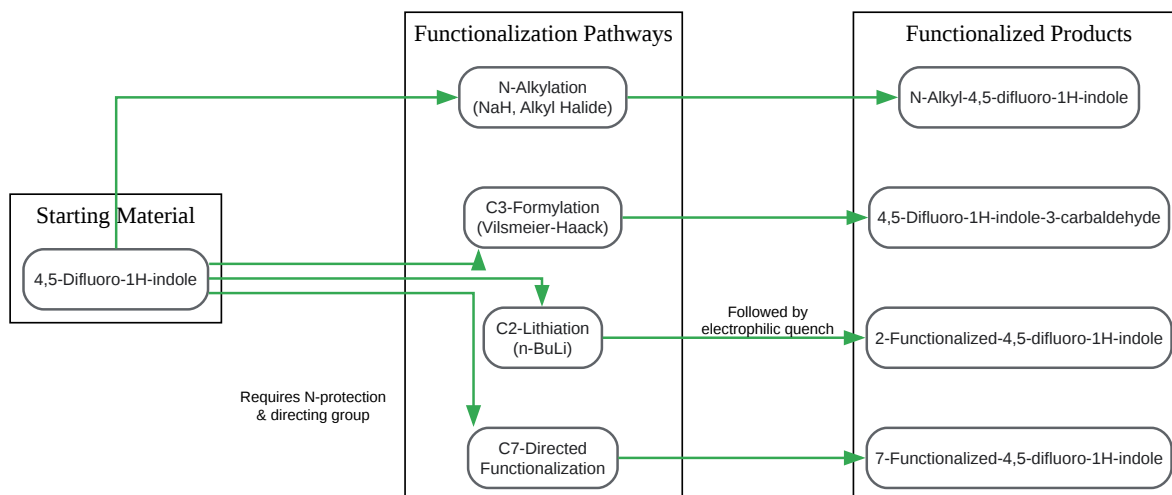 Functionalization Pathways
Functionalized Products
N-Alkylation
(NaH, Alkyl Halide)
N-Alkyl-4,5-difluoro-1H-indole
Starting Material
4,5-Difluoro-1H-indole
C3-Formylation
(Vilsmeier-Haack)
4,5-Difluoro-1H-indole-3-carbaldehyde
C2-Lithiation
(n-BuLi)
Followed by
electrophilic quench
2-Functionalized-4,5-difluoro-1H-indole
Requires N-protection
& directing group
C7-Directed
Functionalization
7-Functionalized-4,5-difluoro-1H-indole